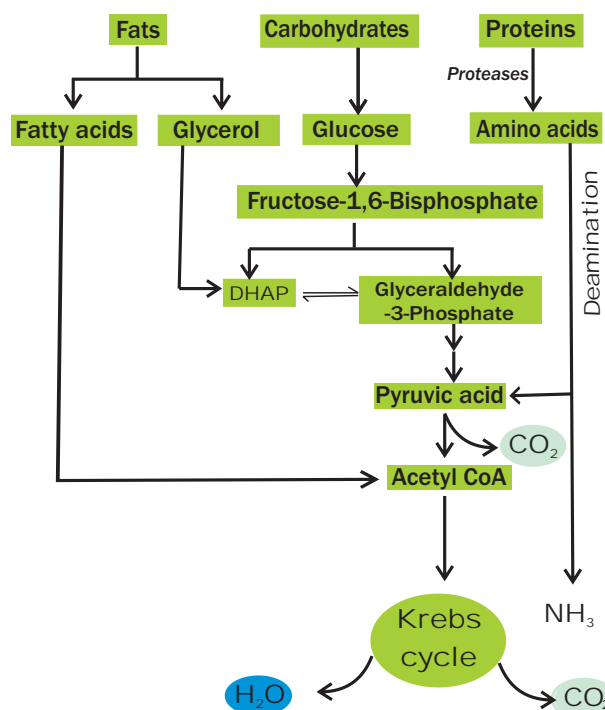 Fats
Carbohydrates
Proteins
Proteases
Fatty acids
Glycerol
Glucose
Amino acids
Fructose-1,6-Bisphosphate
Deamination
DHAP
Glyceraldehyde
-3-Phosphate
Pyruvic acid
CO₂
Acetyl CoA
Krebs
cycle
NH₃
H₂O
CO₂